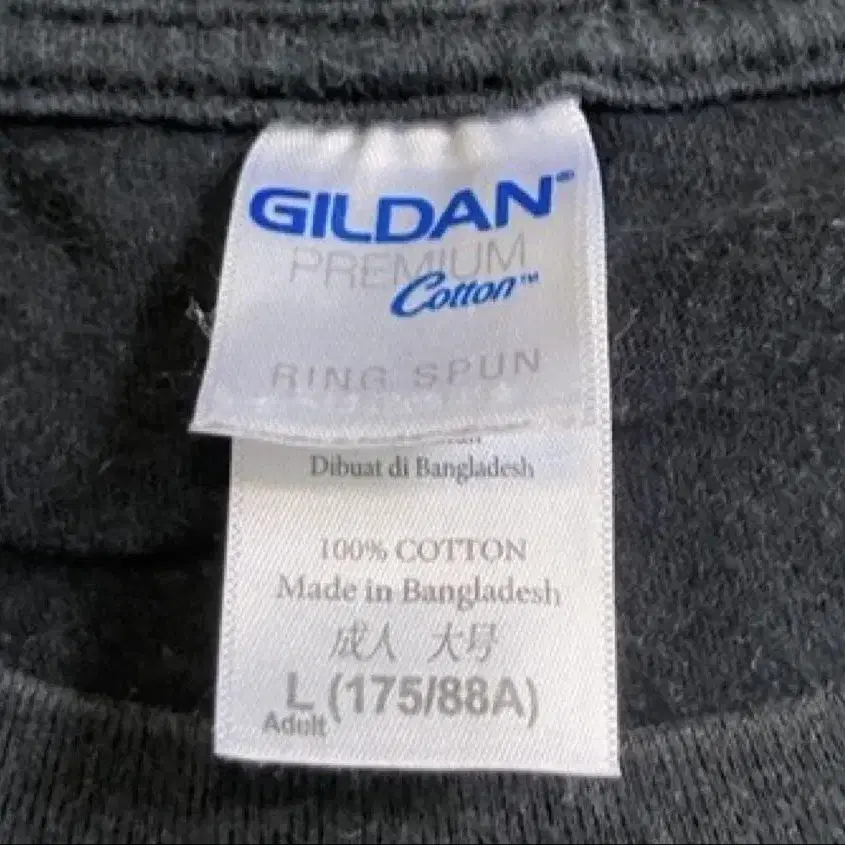 GILDAN®
PREMIUM
Cotton™
RING SPUN
Dibuat di Bangladesh
100% COTTON
Made in Bangladesh
成人 大号
L (175/88A)
Adult